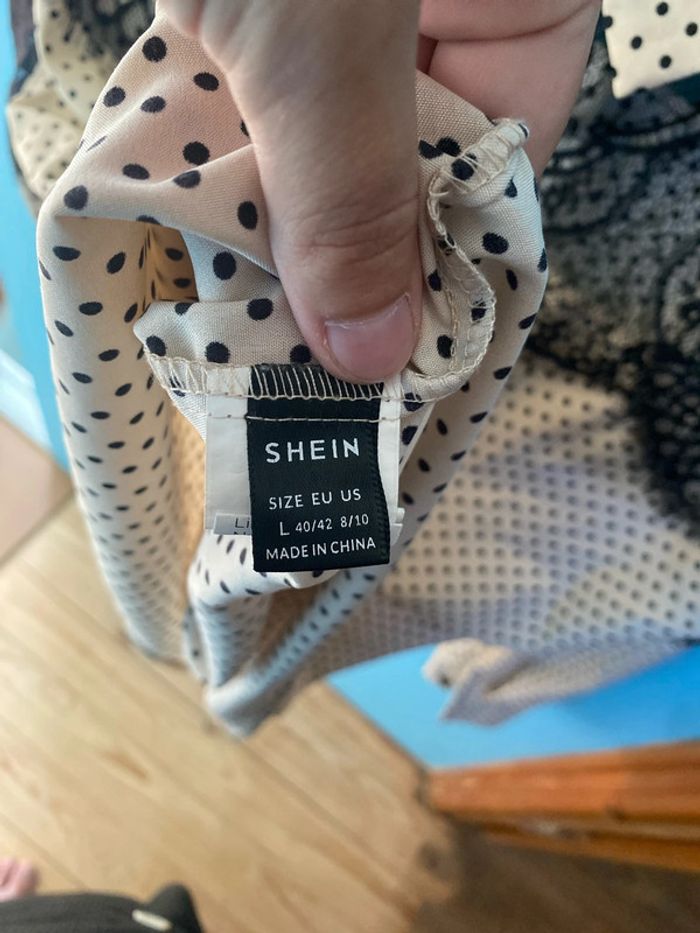 SHEIN
SIZE EU US
L 40/42 8/10
MADE IN CHINA